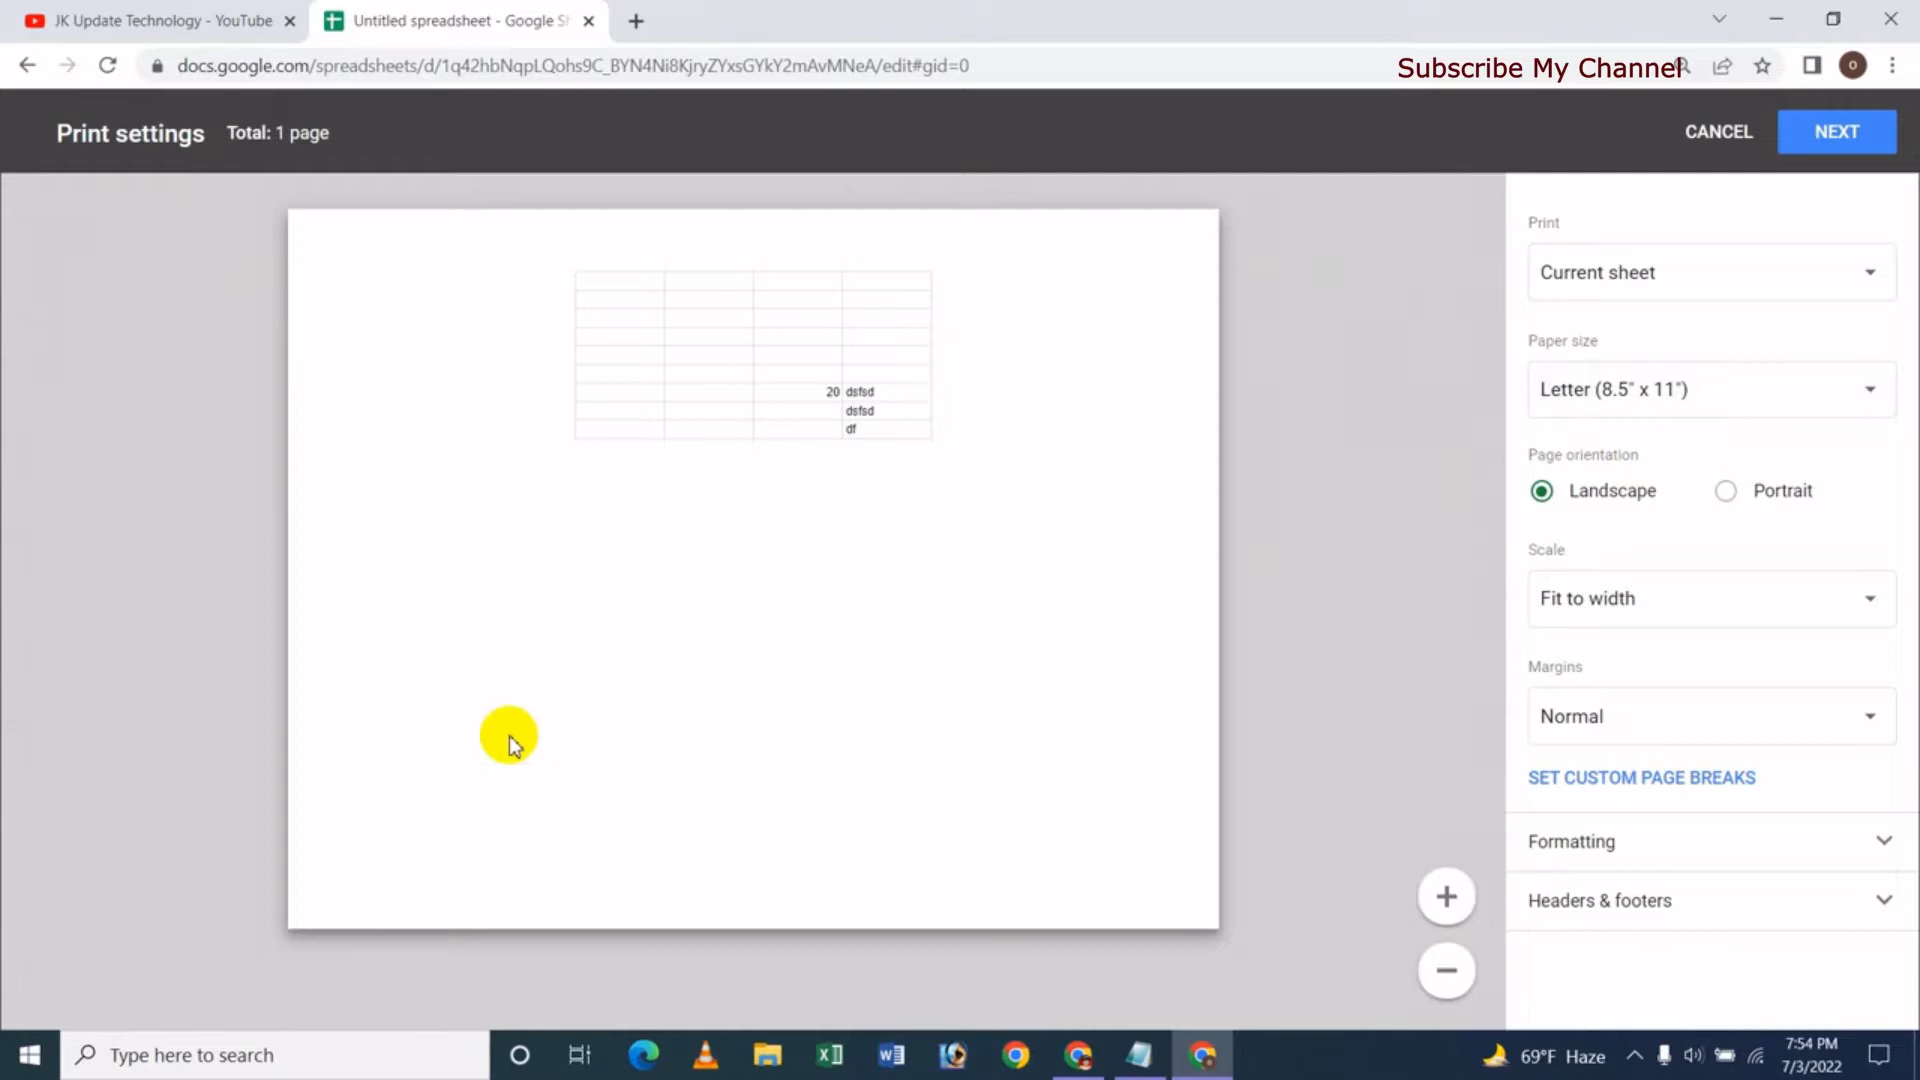 JK Update Technology - YouTube
Untitled spreadsheet - Google Sh
docs.google.com/spreadsheets/d/1q42hbNqpLQohs9C_BYN4Ni8KjryZYxsGYkY2mAvMNeA/edit#gid=0
Subscribe My Channel
O
Print settings
Total: 1 page
CANCEL
NEXT
Print
Current sheet
Paper size
Letter (8.5" x 11")
Page orientation
Landscape
Portrait
Scale
Fit to width
Margins
Normal
SET CUSTOM PAGE BREAKS
Formatting
Headers & footers
20 dsfsd
dsfsd
df
Type here to search
69°F Haze
7:54 PM
7/3/2022